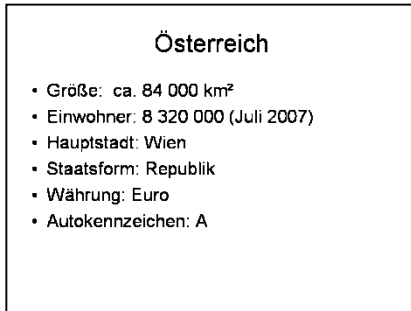 Österreich
• Größe: ca. 84 000 km²
• Einwohner: 8 320 000 (Juli 2007)
• Hauptstadt: Wien
• Staatsform: Republik
• Währung: Euro
• Autokennzeichen: A